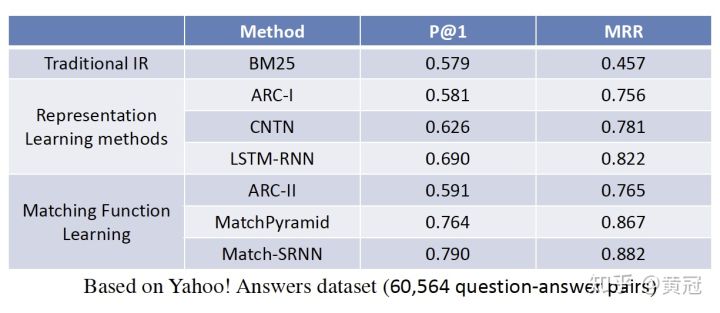 Method P@1 MRR
Traditional IR BM25 0.579 0.457
Representation Learning methods
ARC-I 0.581 0.756
CNTN 0.626 0.781
LSTM-RNN 0.690 0.822
Matching Function Learning
ARC-II 0.591 0.765
MatchPyramid 0.764 0.867
Match-SRNN 0.790 0.882
Based on Yahoo! Answers dataset (60,564 question-answer pairs)
知乎 @黄冠